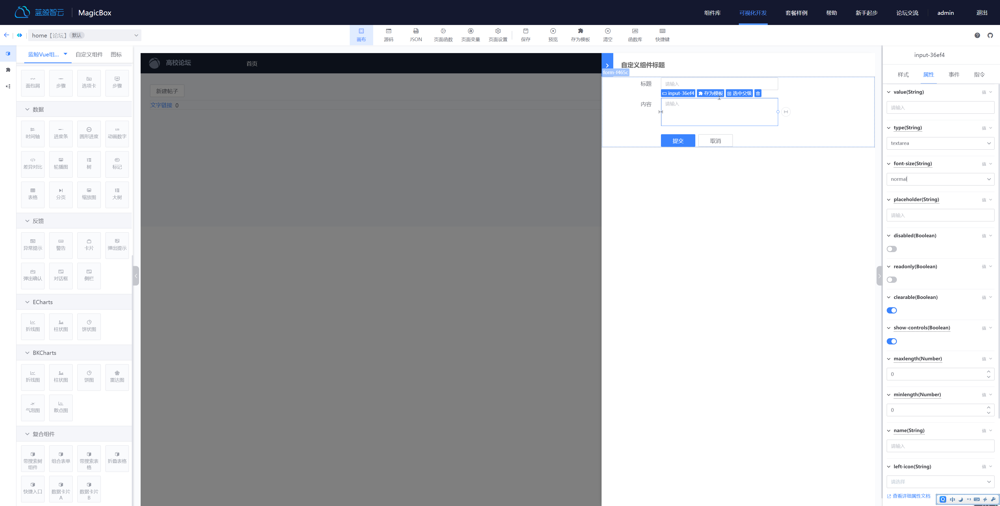 蓝鲸智云 MagicBox 组件库 可视化开发 套餐样例 帮助 新手起步 论坛交流 admin 退出
home【论坛】 默认
画布 源码 JSON 页面函数 页面变量 页面设置 保存 预览 存为模板 清空 函数库 快捷键
蓝鲸Vue组... 自定义组件 图标
面包屑 步骤 选项卡 步骤
数据
时间轴 进度条 圆形进度 动画数字
差异对比 轮播图 树 标记
表格 分页 缩放图 大树
反馈
异常提示 警告 卡片 弹出提示
弹出确认 对话框 侧栏
ECharts
折线图 柱状图 饼状图
BKCharts
折线图 柱状图 饼图 雷达图
气泡图 散点图
复合组件
带搜索树 组合表单 带搜索表 折叠表格
组件 格
快捷入口 数据卡片 数据卡片
A B
高校论坛 首页
新建帖子
文字链接 0
自定义组件标题
form-f465c
标题 请输入
input-36ef4 存为模板 选中父级
内容 请输入
提交 取消
input-36ef4
样式 属性 事件 指令
value(String) 值
请输入
type(String) 值
textarea
font-size(String) 值
normal
placeholder(String) 值
请输入
disabled(Boolean) 值
readonly(Boolean) 值
clearable(Boolean) 值
show-controls(Boolean) 值
maxlength(Number) 值
0
minlength(Number) 值
0
name(String) 值
请输入
left-icon(String) 值
请选择
查看详细属性文档
中